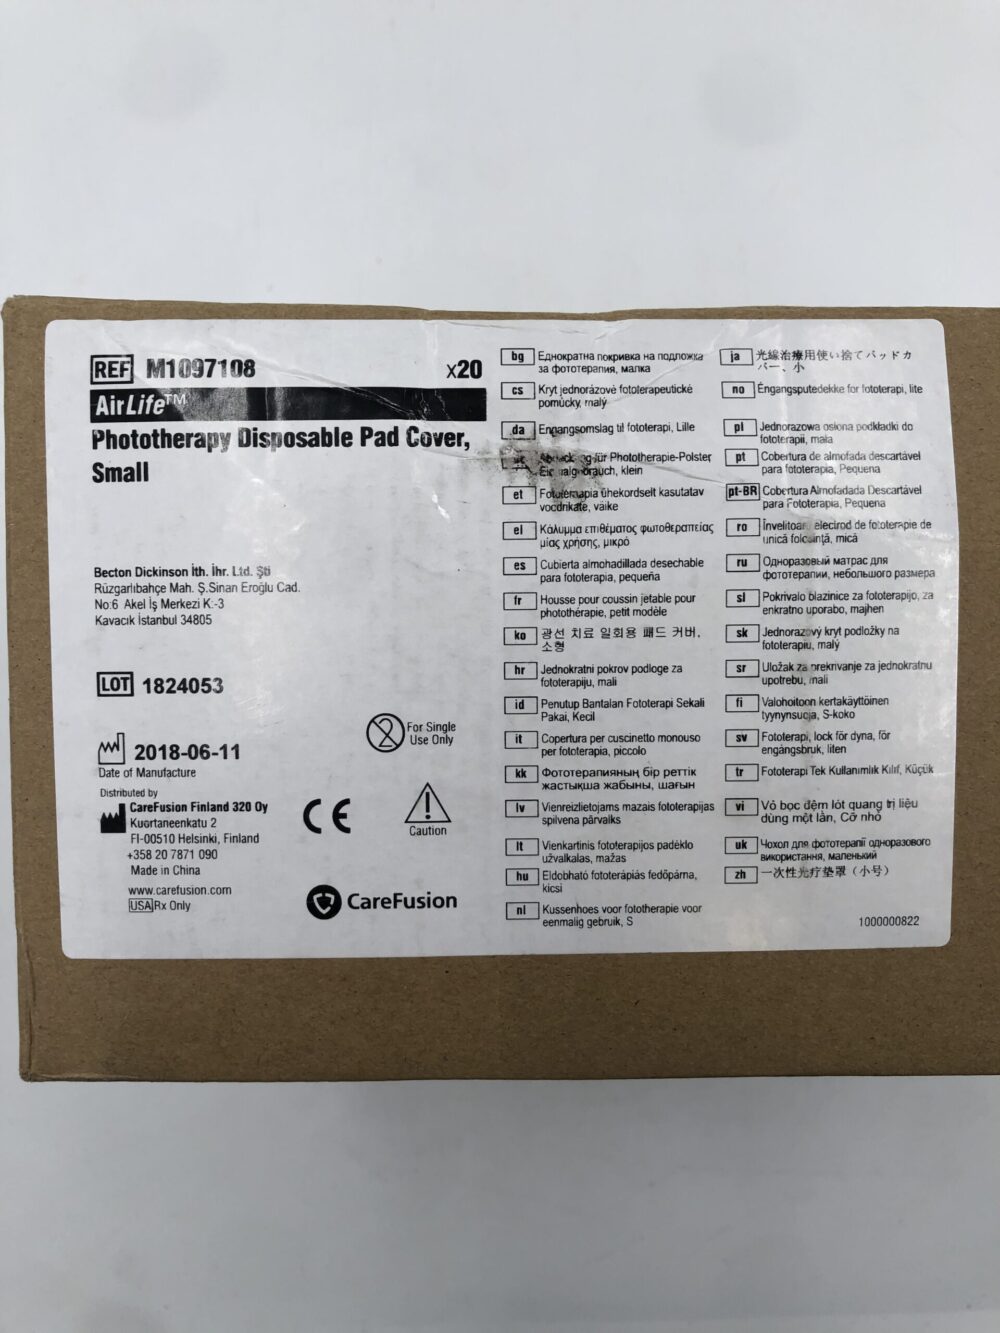 REF M1097108 x20
AirLife™
Phototherapy Disposable Pad Cover,
Small
Becton Dickinson İth. İhr. Ltd. Şti
Rüzgarlıbahçe Mah. Ş.Sinan Eroğlu Cad.
No:6 Akel İş Merkezi K:-3
Kavacık İstanbul 34805
LOT 1824053
2018-06-11
Date of Manufacture
For Single
Use Only
Distributed by
CareFusion Finland 320 Oy
Kuortaneenkatu 2
FI-00510 Helsinki, Finland
+358 20 7871 090
Made in China
www.carefusion.com
USA Rx Only
CE
Caution
CareFusion
bg Еднократна покривка на подложка
за фототерапия, малка
cs Kryt jednorázové fototerapeutické
pomůcky, malý
da Engangsomslag til fototerapi, Lille
für Phototherapie-Polster
klein
et Fototeraapia ühekordselt kasutatav
voodrikate, väike
el Κάλυμμα επιθέματος φωτοθεραπείας
μίας χρήσης, μικρό
es Cubierta almohadillada desechable
para fototerapia, pequeña
fr Housse pour coussin jetable pour
photothérapie, petit modèle
ko 광선 치료 일회용 패드 커버,
소형
hr Jednokratni pokrov podloge za
fototerapiju, mali
id Penutup Bantalan Fototerapi Sekali
Pakai, Kecil
it Copertura per cuscinetto monouso
per fototerapia, piccolo
kk Фототерапияның бір реттік
жастықша жабыны, шағын
lv Vienreizlietojams mazais fototerapijas
spilvena pārvalks
lt Vienkartinis fototerapijos padėklo
užvalkalas, mažas
hu Eldobható fototerápiás fedőpárna,
kicsi
nl Kussenhoes voor fototherapie voor
eenmalig gebruik, S
ja 光線治療用使い捨てパッドカ
バー、小
no Engangsputedekke for fototerapi, lite
pl Jednorazowa osłona podkładki do
fototerapii, mała
pt Cobertura de almofada descartável
para fototerapia, Pequena
pt-BR Cobertura Almofadada Descartável
para Fototerapia, Pequena
ro Învelitoare electrod de fototerapie de
unică folosinţă, mică
ru Одноразовый матрас для
фототерапии, небольшого размера
sl Pokrivalo blazinice za fototerapijo, za
enkratno uporabo, majhen
sk Jednorazový kryt podložky na
fototerapiu, malý
sr Uložak za prekrivanje za jednokratnu
upotrebu, mali
fi Valohoitoon kertakäyttöinen
tyynynsuoja, S-koko
sv Fototerapi, lock för dyna, för
engångsbruk, liten
tr Fototerapi Tek Kullanımlık Kılıf, Küçük
vi Vỏ bọc đệm lót quang trị liệu
dùng một lần, Cỡ nhỏ
uk Чохол для фототерапії одноразового
використання, маленький
zh 一次性光疗垫罩（小号）
1000000822